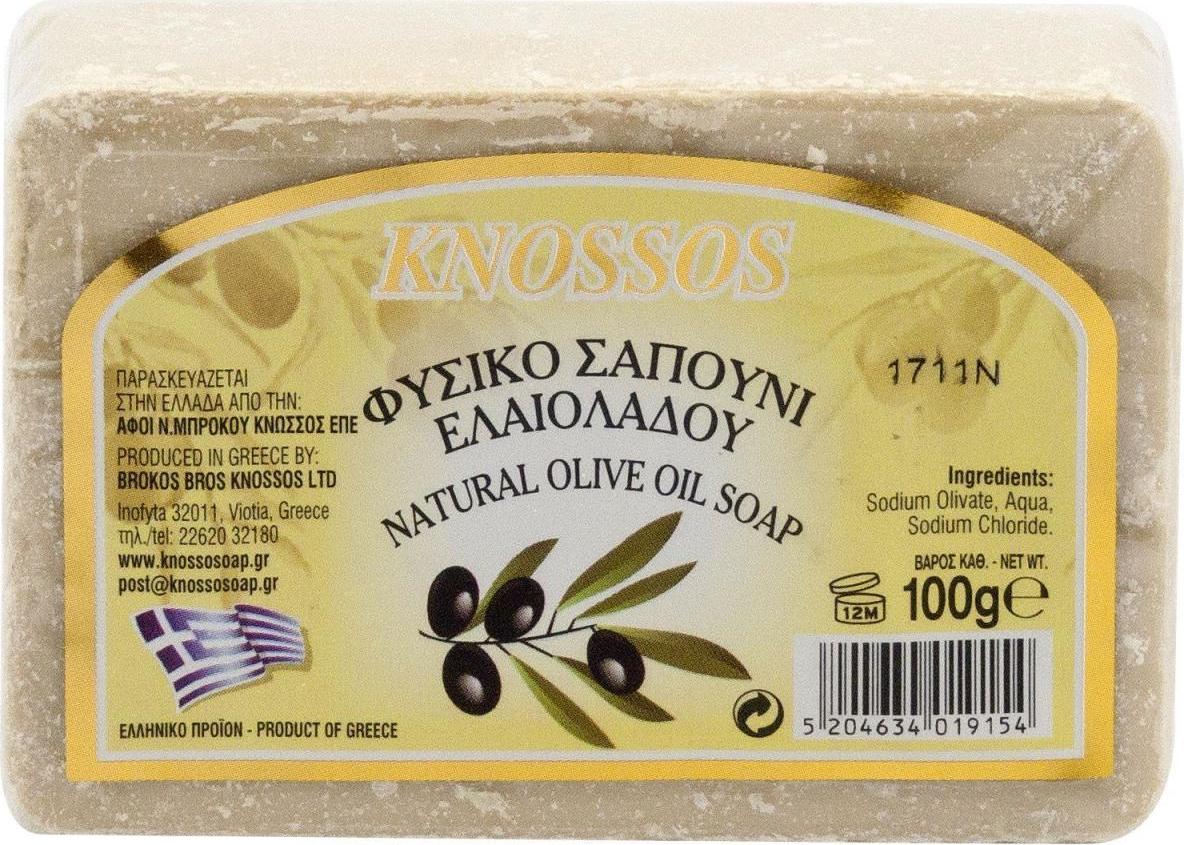 KNOSSOS
ΦΥΣΙΚΟ ΣΑΠΟΥΝΙ
ΕΛΑΙΟΛΑΔΟΥ
NATURAL OLIVE OIL SOAP
ΠΑΡΑΣΚΕΥΑΖΕΤΑΙ
ΣΤΗΝ ΕΛΛΑΔΑ ΑΠΟ ΤΗΝ:
ΑΦΟΙ Ν.ΜΠΡΟΚΟΥ ΚΝΩΣΣΟΣ ΕΠΕ
PRODUCED IN GREECE BY:
BROKOS BROS KNOSSOS LTD
Inofyta 32011, Viotia, Greece
τηλ./tel: 22620 32180
www.knossosoap.gr
post@knossosoap.gr
ΕΛΛΗΝΙΚΟ ΠΡΟΪΟΝ - PRODUCT OF GREECE
1711N
Ingredients:
Sodium Olivate, Aqua,
Sodium Chloride.
ΒΑΡΟΣ ΚΑΘ. - NET WT.
12M 100g℮
5 204634 019154